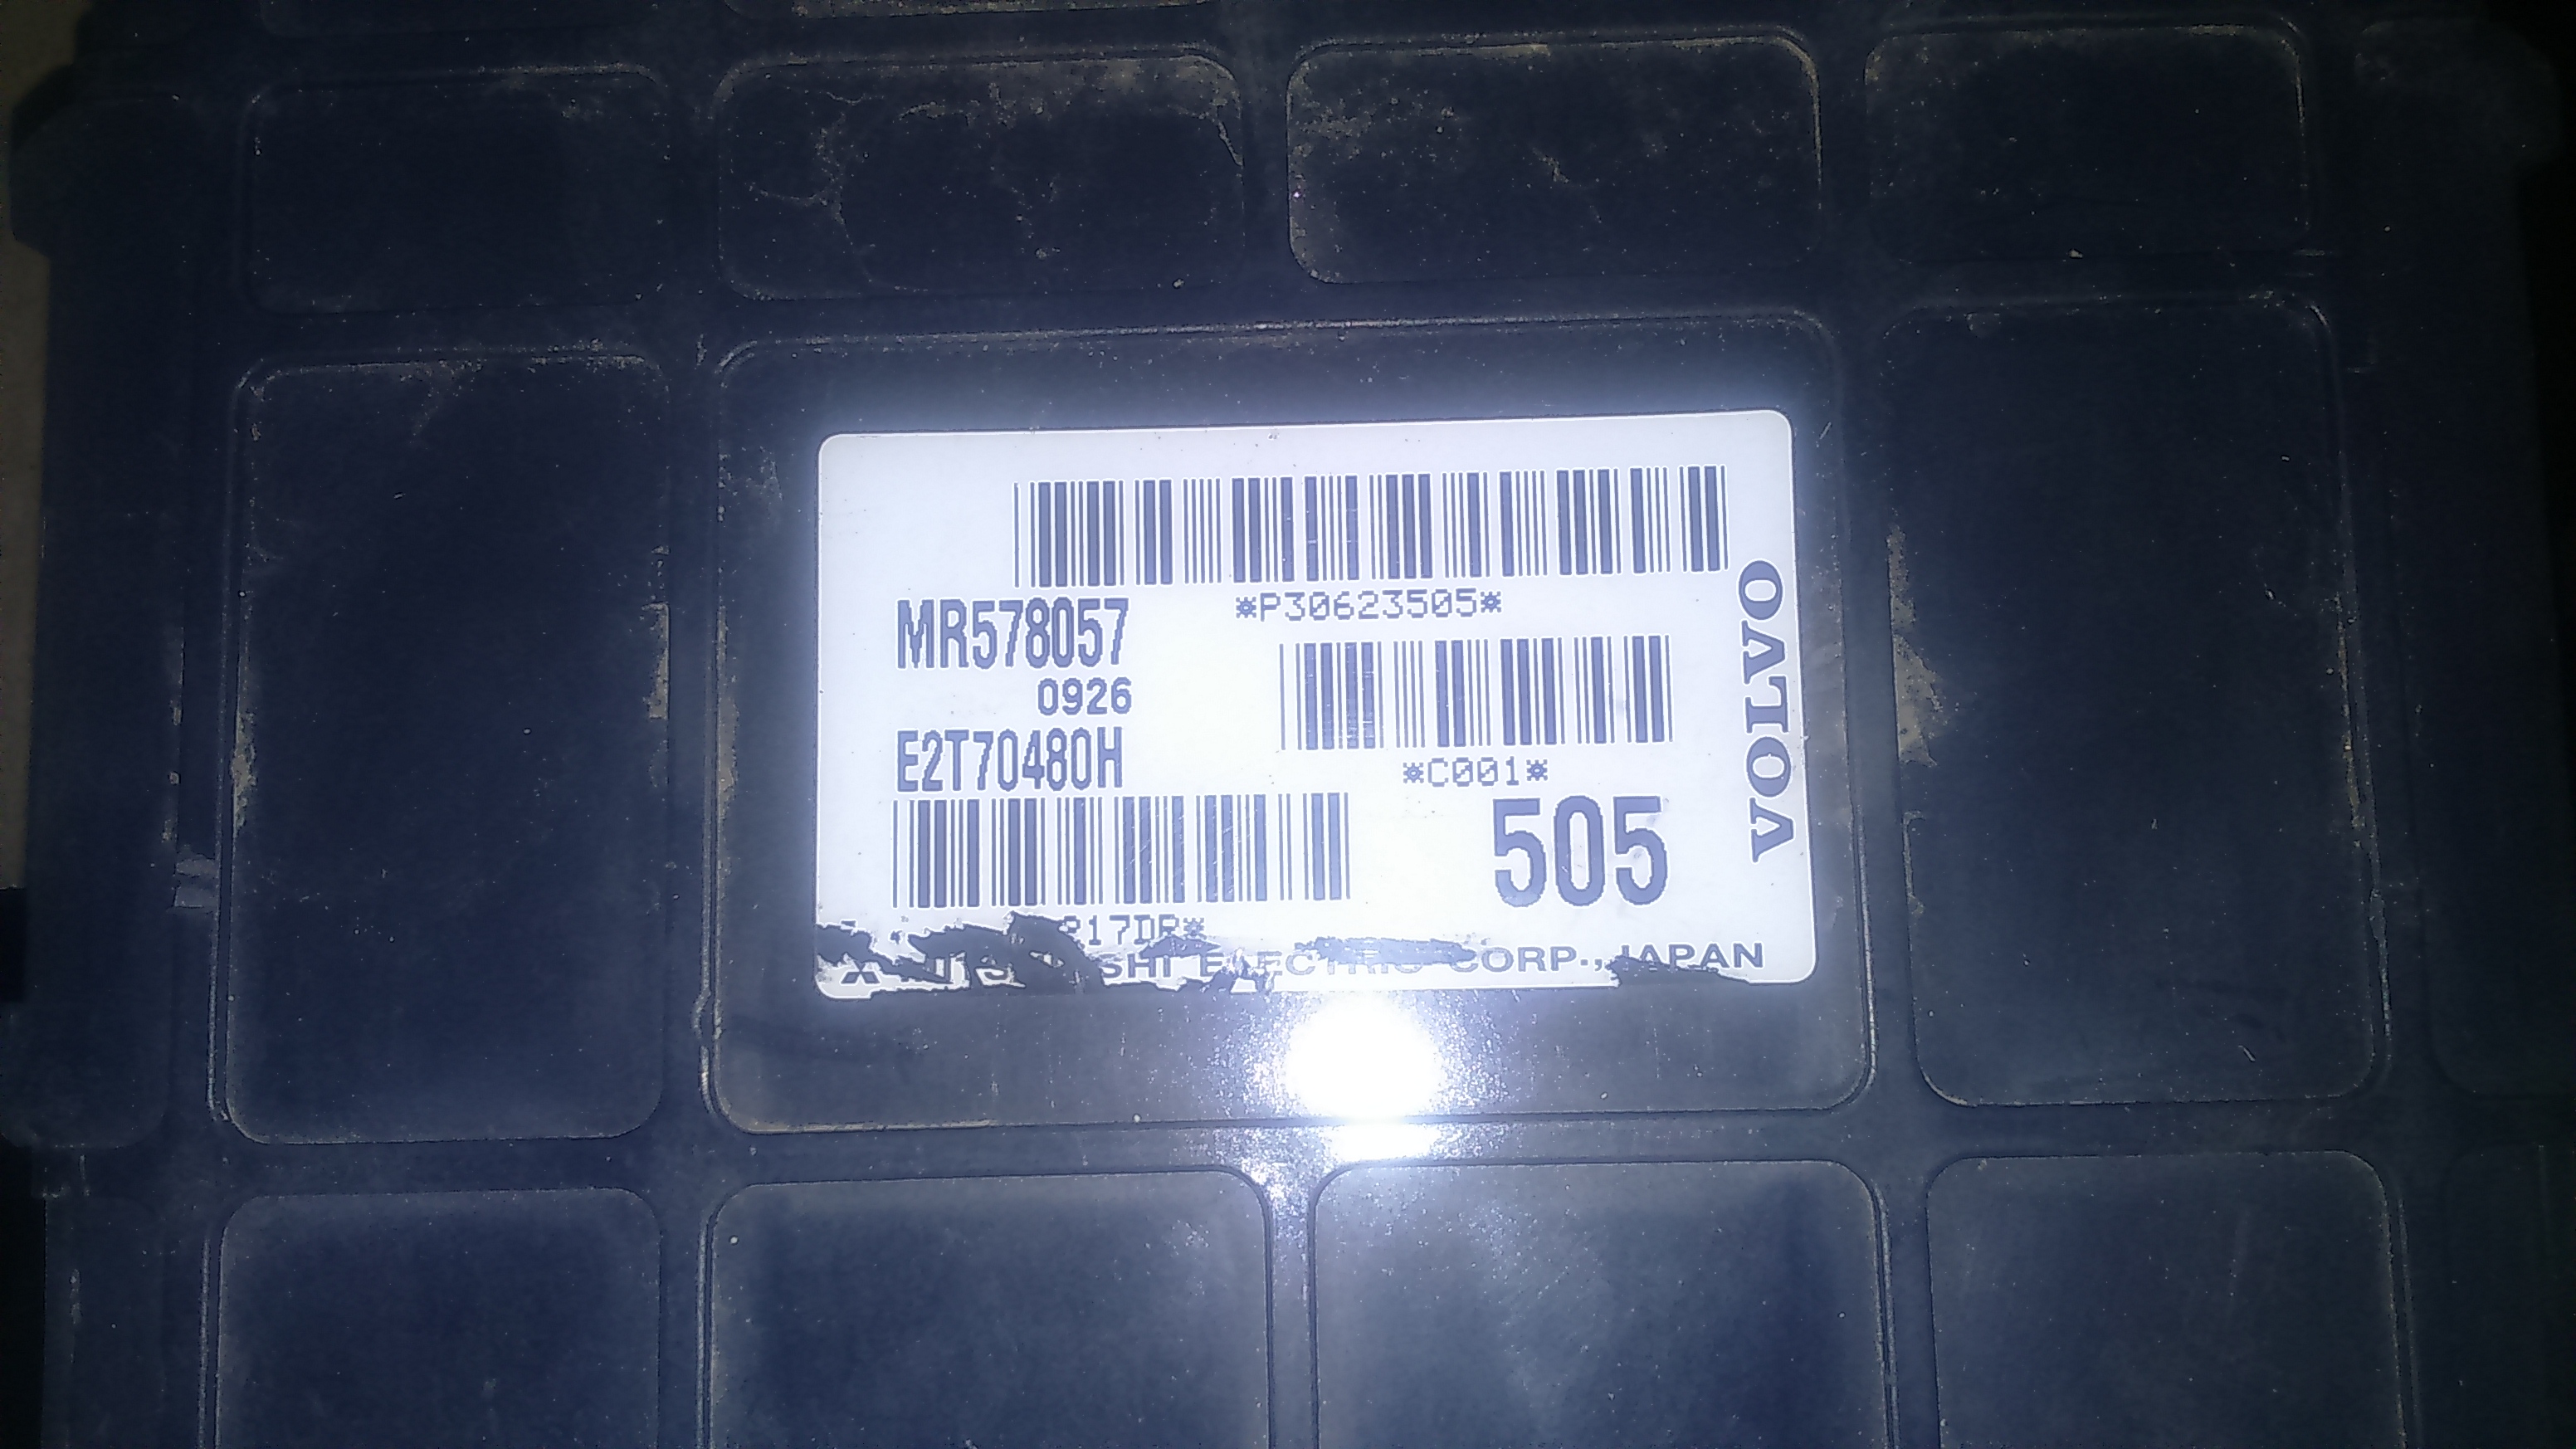 *P30623505*
MR578057
0926
E2T70480H
*C001*
505
VOLVO
CORP., JAPAN